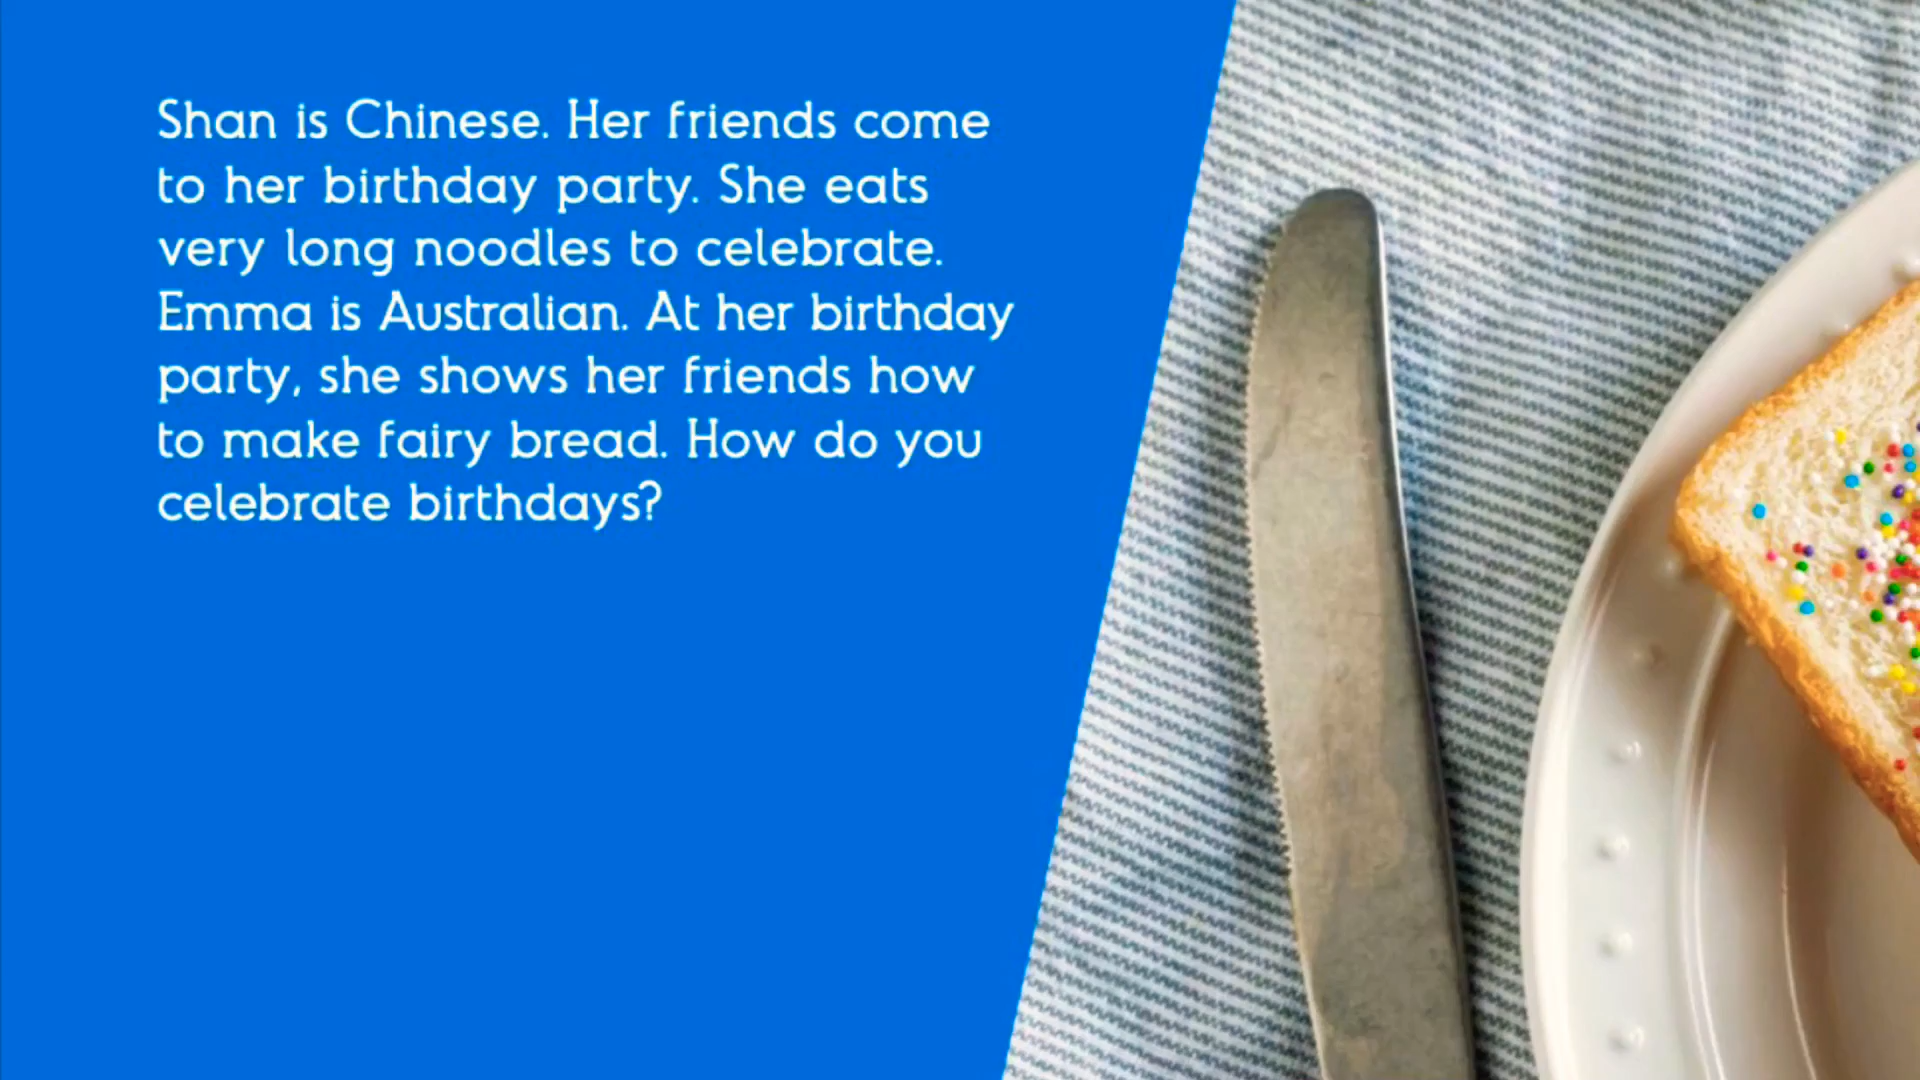 Shan is Chinese. Her friends come
to her birthday party. She eats
very long noodles to celebrate.
Emma is Australian. At her birthday
party, she shows her friends how
to make fairy bread. How do you
celebrate birthdays?